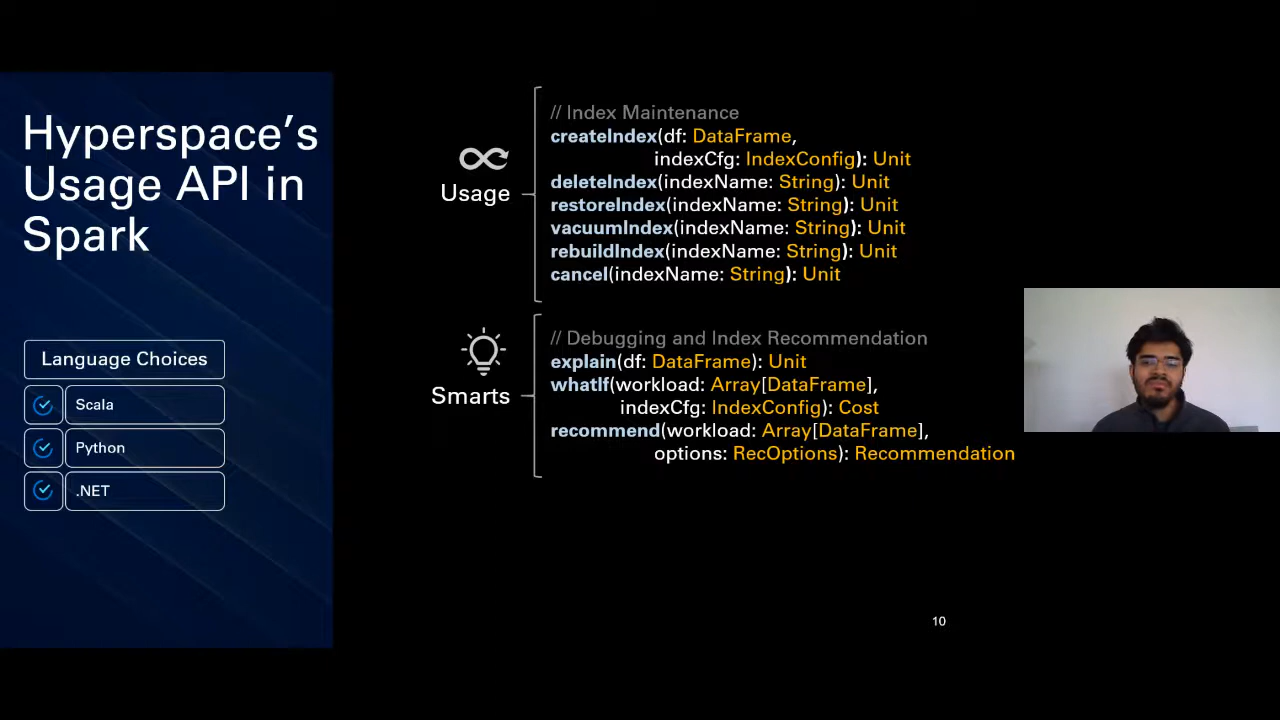 Hyperspace's
Usage API in
Spark
Language Choices
Scala
Python
.NET
Usage
// Index Maintenance
createIndex(df: DataFrame,
indexCfg: IndexConfig): Unit
deleteIndex(indexName: String): Unit
restoreIndex(indexName: String): Unit
vacuumIndex(indexName: String): Unit
rebuildIndex(indexName: String): Unit
cancel(indexName: String): Unit
Smarts
// Debugging and Index Recommendation
explain(df: DataFrame): Unit
whatIf(workload: Array[DataFrame],
indexCfg: IndexConfig): Cost
recommend(workload: Array[DataFrame],
options: RecOptions): Recommendation
10